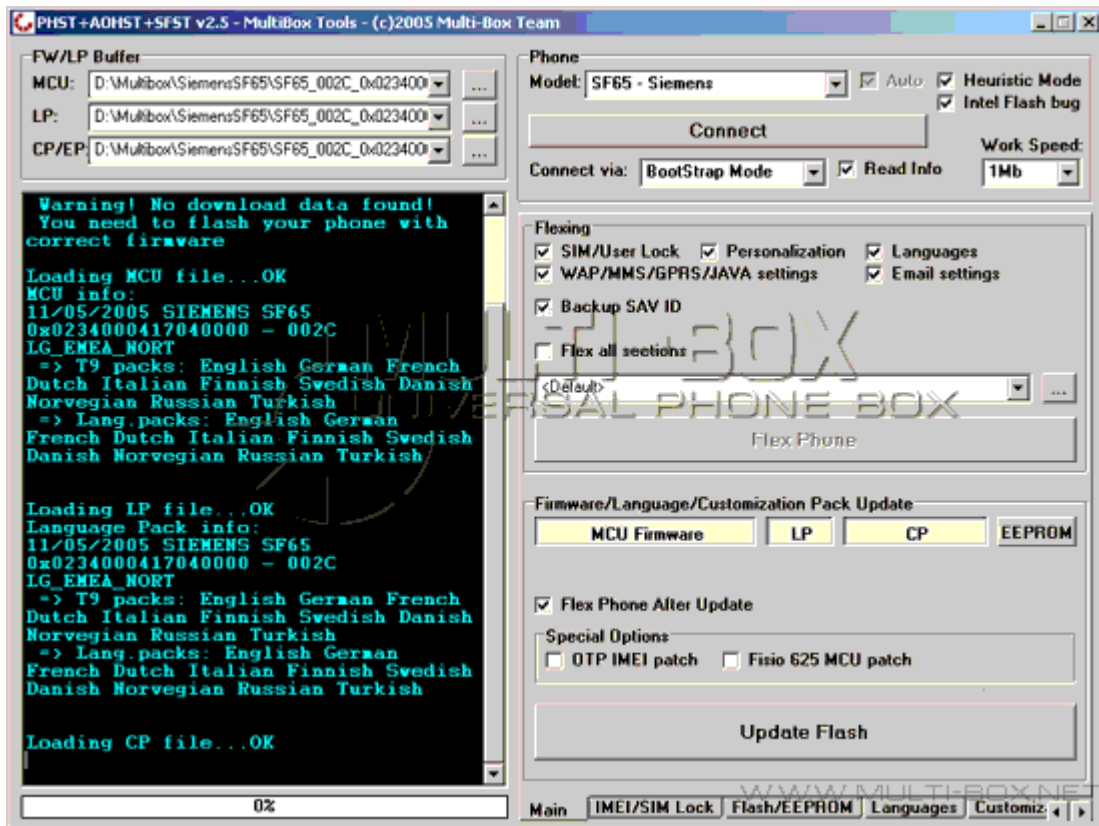 PHST+AOHST+SFST v2.5 - MultiBox Tools - (c)2005 Multi-Box Team
FW/LP Buffer
MCU: D:\Multibox\SiemensSF65\SF65_002C_0x023400 ...
LP: D:\Multibox\SiemensSF65\SF65_002C_0x023400 ...
CP/EP: D:\Multibox\SiemensSF65\SF65_002C_0x023400 ...
Warning! No download data found!
You need to flash your phone with
correct firmware
Loading MCU file...OK
MCU info:
11/05/2005 SIEMENS SF65
0x0234000417040000 - 002C
LG_EMEA_NORT
=> T9 packs: English German French
Dutch Italian Finnish Swedish Danish
Norvegian Russian Turkish
=> Lang.packs: English German
French Dutch Italian Finnish Swedish
Danish Norvegian Russian Turkish
Loading LP file...OK
Language Pack info:
11/05/2005 SIEMENS SF65
0x0234000417040000 - 002C
LG_EMEA_NORT
=> T9 packs: English German French
Dutch Italian Finnish Swedish Danish
Norvegian Russian Turkish
=> Lang.packs: English German
French Dutch Italian Finnish Swedish
Danish Norvegian Russian Turkish
Loading CP file...OK
0%
Phone
Model: SF65 - Siemens Auto Heuristic Mode
Intel Flash bug
Connect
Work Speed:
Connect via: BootStrap Mode Read Info 1Mb
Flexing
SIM/User Lock Personalization Languages
WAP/MMS/GPRS/JAVA settings Email settings
Backup SAV ID
Flex all sections
<Default> ...
MULTI-BOX
UNIVERSAL PHONE BOX
Flex Phone
Firmware/Language/Customization Pack Update
MCU Firmware LP CP EEPROM
Flex Phone After Update
Special Options
OTP IMEI patch Fisio 625 MCU patch
Update Flash
WWW.MULTI-BOX.NET
Main IMEI/SIM Lock Flash/EEPROM Languages Customiz